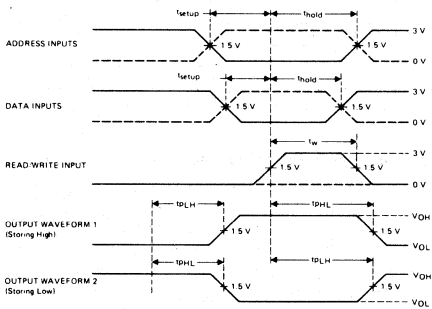 tsetup thold
ADDRESS INPUTS 1.5 V 1.5 V 3 V
0 V
tsetup thold
DATA INPUTS 1.5 V 1.5 V 3 V
0 V
tw
READ/WRITE INPUT 1.5 V 1.5 V 3 V
0 V
tPLH tPHL
OUTPUT WAVEFORM 1 1.5 V 1.5 V VOH
(Storing High) VOL
tPHL tPLH
OUTPUT WAVEFORM 2 1.5 V 1.5 V VOH
(Storing Low) VOL